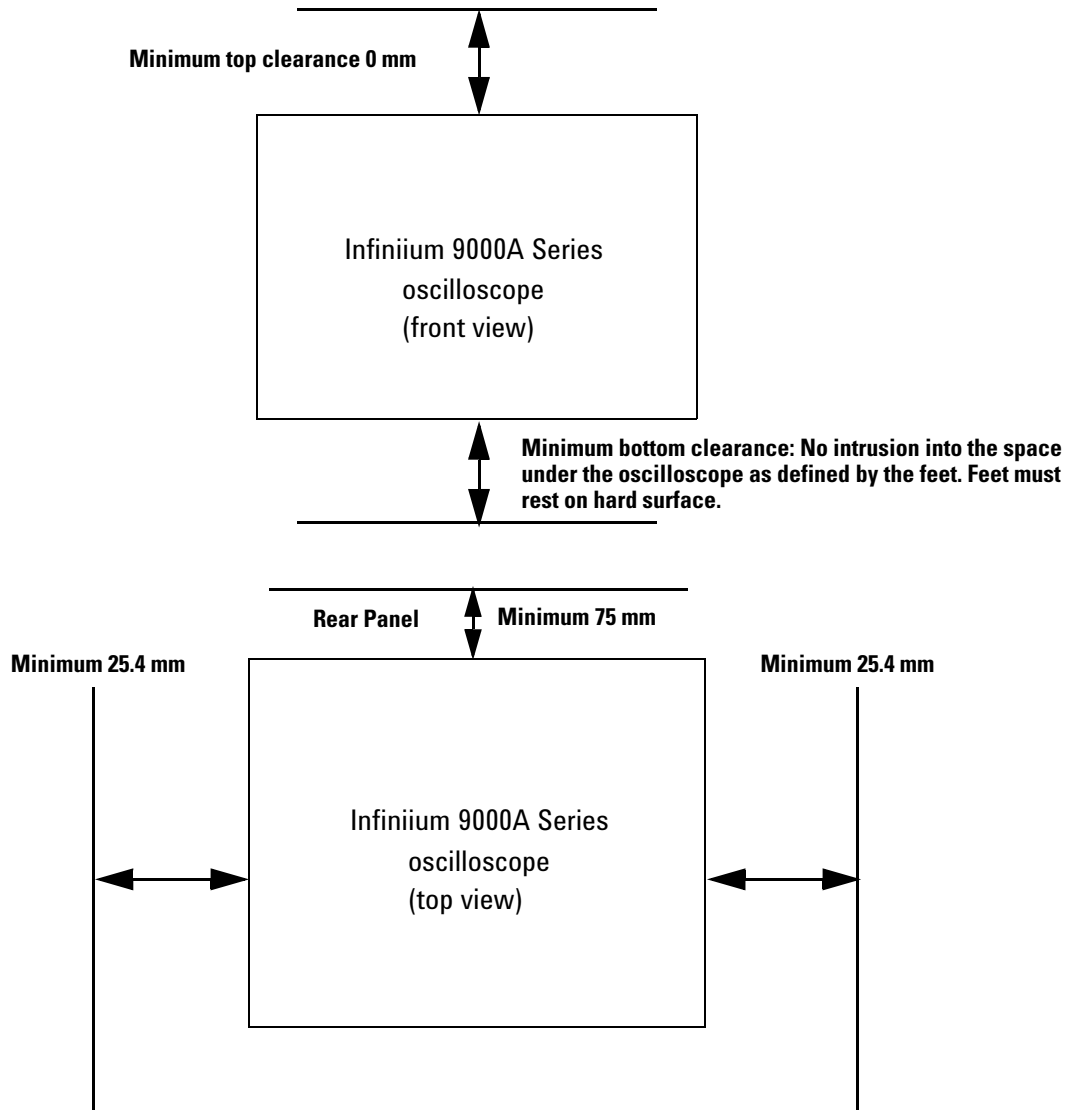 Minimum top clearance 0 mm
Infiniium 9000A Series
oscilloscope
(front view)
Minimum bottom clearance: No intrusion into the space
under the oscilloscope as defined by the feet. Feet must
rest on hard surface.
Rear Panel
Minimum 75 mm
Minimum 25.4 mm
Minimum 25.4 mm
Infiniium 9000A Series
oscilloscope
(top view)